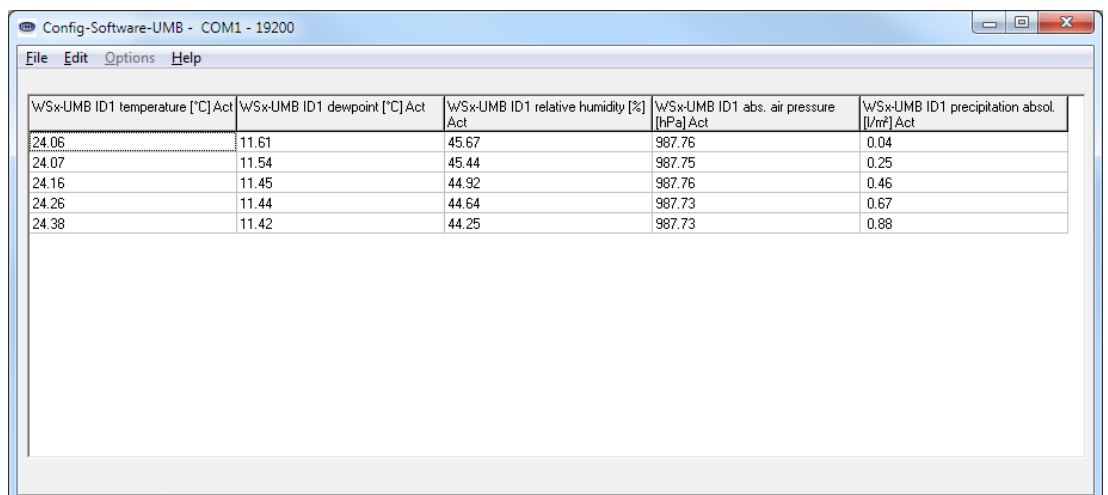 Config-Software-UMB - COM1 - 19200
File Edit Options Help
WSx-UMB ID1 temperature [°C] Act WSx-UMB ID1 dewpoint [°C] Act WSx-UMB ID1 relative humidity [%] Act WSx-UMB ID1 abs. air pressure [hPa] Act WSx-UMB ID1 precipitation absol. [l/m²] Act
24.06 11.61 45.67 987.76 0.04
24.07 11.54 45.44 987.75 0.25
24.16 11.45 44.92 987.76 0.46
24.26 11.44 44.64 987.73 0.67
24.38 11.42 44.25 987.73 0.88